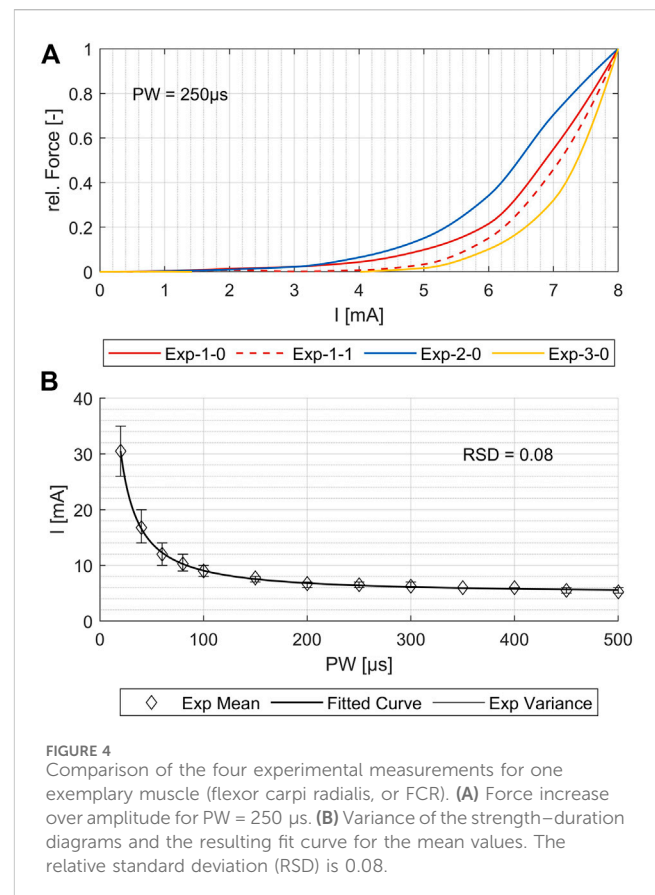 A
PW = 250µs
1
0.8
0.6
0.4
0.2
0
rel. Force [-]
0 1 2 3 4 5 6 7 8
I [mA]
Exp-1-0 Exp-1-1 Exp-2-0 Exp-3-0
B
RSD = 0.08
40
30
20
10
0
I [mA]
0 100 200 300 400 500
PW [µs]
Exp Mean Fitted Curve Exp Variance
FIGURE 4
Comparison of the four experimental measurements for one
exemplary muscle (flexor carpi radialis, or FCR). (A) Force increase
over amplitude for PW = 250 µs. (B) Variance of the strength–duration
diagrams and the resulting fit curve for the mean values. The
relative standard deviation (RSD) is 0.08.